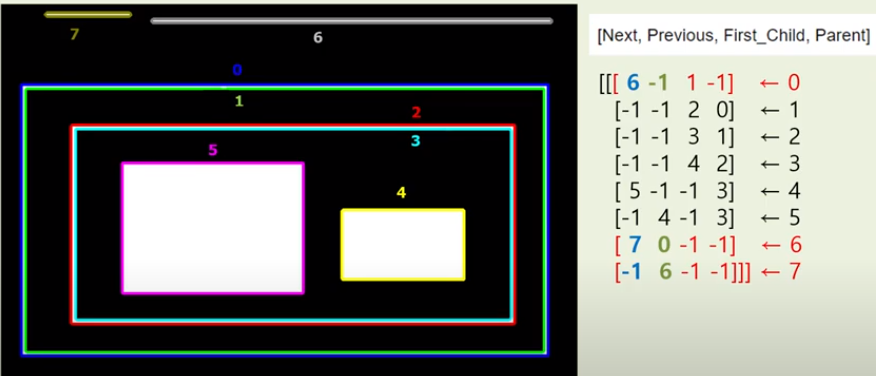 7
6
0
1
2
3
5
4
[Next, Previous, First_Child, Parent]
[[[ 6 -1 1 -1] ← 0
[-1 -1 2 0] ← 1
[-1 -1 3 1] ← 2
[-1 -1 4 2] ← 3
[ 5 -1 -1 3] ← 4
[-1 4 -1 3] ← 5
[ 7 0 -1 -1] ← 6
[-1 6 -1 -1]]] ← 7